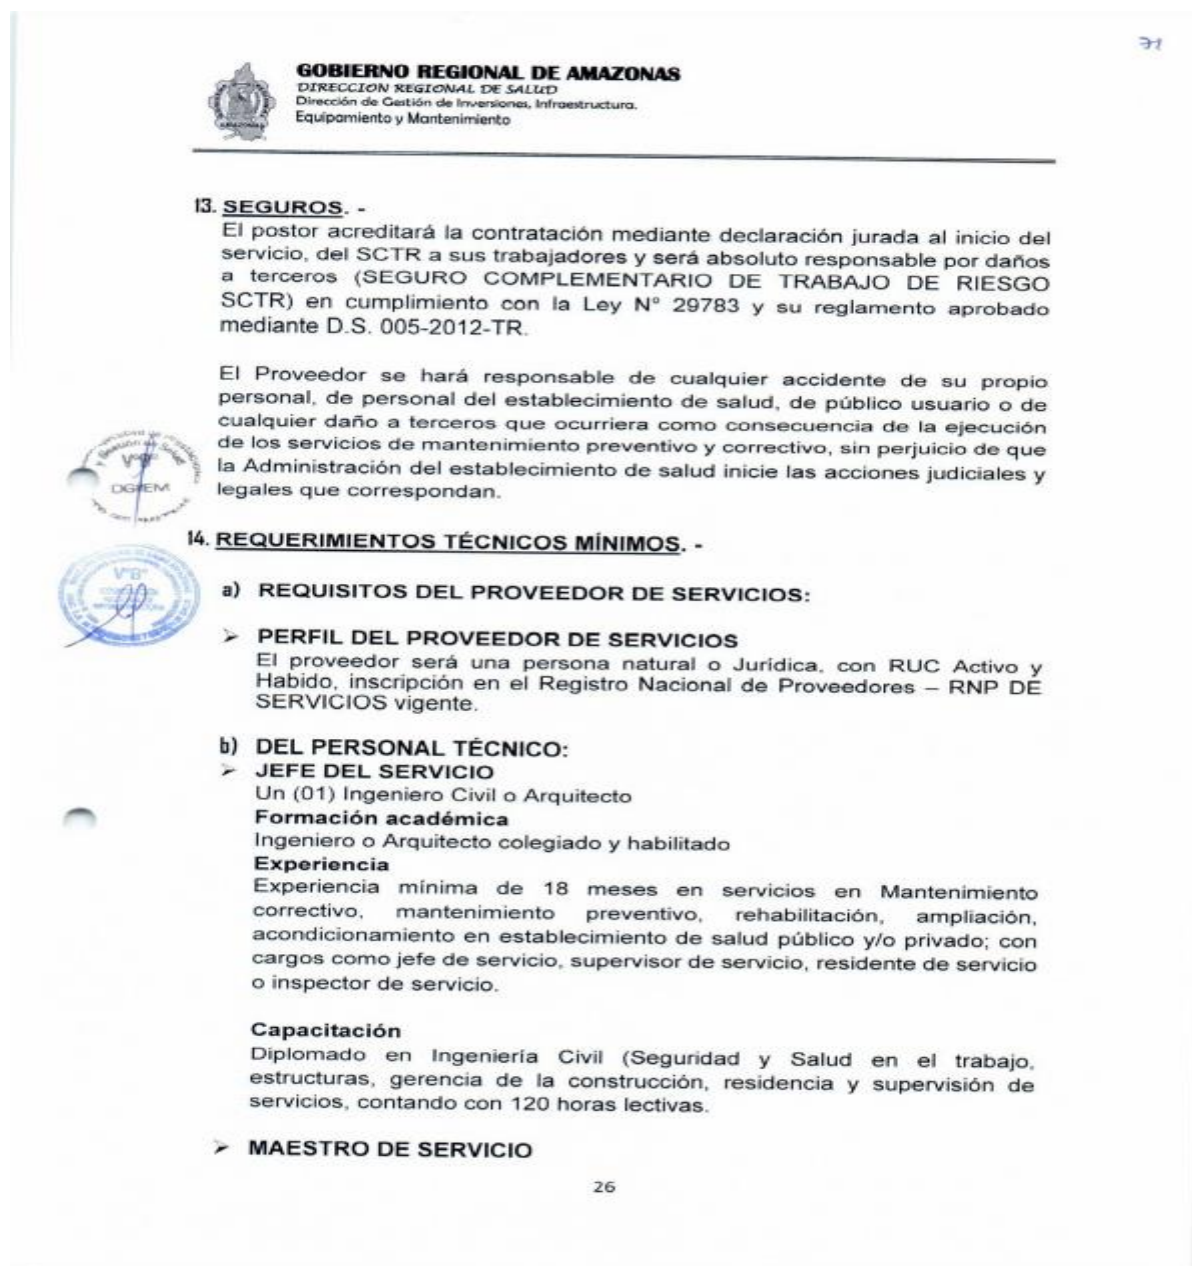 71
GOBIERNO REGIONAL DE AMAZONAS
DIRECCION REGIONAL DE SALUD
Dirección de Gestión de Inversiones, Infraestructura.
Equipamiento y Mantenimiento
13. SEGUROS. -
El postor acreditará la contratación mediante declaración jurada al inicio del
servicio, del SCTR a sus trabajadores y será absoluto responsable por daños
a terceros (SEGURO COMPLEMENTARIO DE TRABAJO DE RIESGO
SCTR) en cumplimiento con la Ley N° 29783 y su reglamento aprobado
mediante D.S. 005-2012-TR.
El Proveedor se hará responsable de cualquier accidente de su propio
personal, de personal del establecimiento de salud, de público usuario o de
cualquier daño a terceros que ocurriera como consecuencia de la ejecución
de los servicios de mantenimiento preventivo y correctivo, sin perjuicio de que
la Administración del establecimiento de salud inicie las acciones judiciales y
legales que correspondan.
V°B°
DGIIEM
14. REQUERIMIENTOS TÉCNICOS MÍNIMOS. -
V°B°
a) REQUISITOS DEL PROVEEDOR DE SERVICIOS:
➢ PERFIL DEL PROVEEDOR DE SERVICIOS
El proveedor será una persona natural o Jurídica, con RUC Activo y
Habido, inscripción en el Registro Nacional de Proveedores – RNP DE
SERVICIOS vigente.
b) DEL PERSONAL TÉCNICO:
➢ JEFE DEL SERVICIO
Un (01) Ingeniero Civil o Arquitecto
Formación académica
Ingeniero o Arquitecto colegiado y habilitado
Experiencia
Experiencia mínima de 18 meses en servicios en Mantenimiento
correctivo, mantenimiento preventivo, rehabilitación, ampliación,
acondicionamiento en establecimiento de salud público y/o privado; con
cargos como jefe de servicio, supervisor de servicio, residente de servicio
o inspector de servicio.
Capacitación
Diplomado en Ingeniería Civil (Seguridad y Salud en el trabajo,
estructuras, gerencia de la construcción, residencia y supervisión de
servicios, contando con 120 horas lectivas.
➢ MAESTRO DE SERVICIO
26